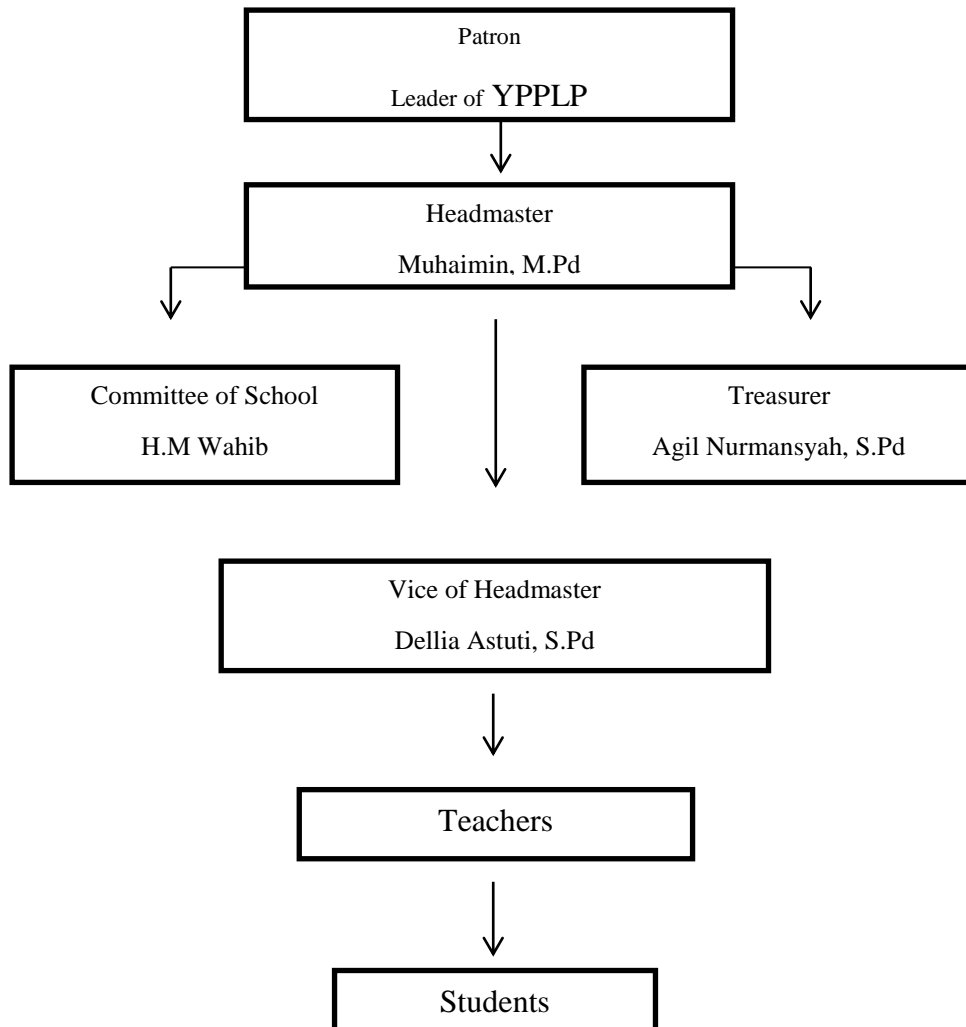 Patron
Leader of YPPLP
Headmaster
Muhaimin, M.Pd
Committee of School
H.M Wahib
Treasurer
Agil Nurmansyah, S.Pd
Vice of Headmaster
Dellia Astuti, S.Pd
Teachers
Students